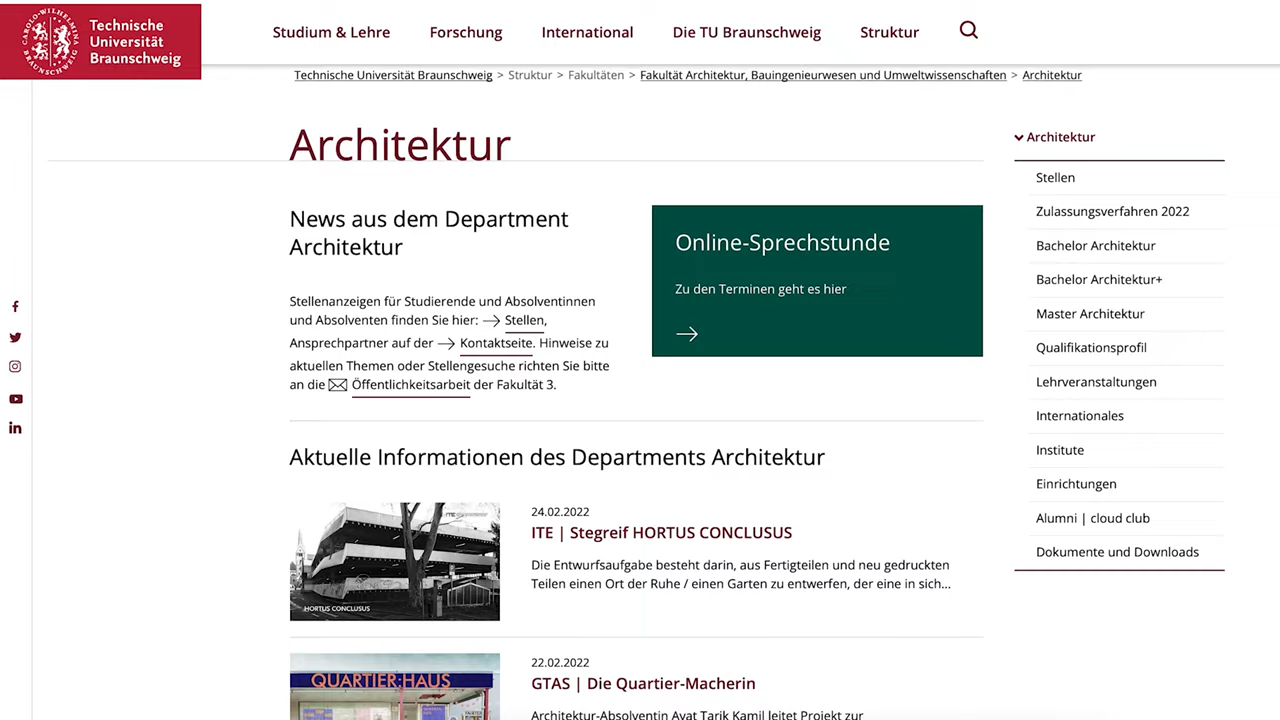 Technische
Universität
Braunschweig
Studium & Lehre
Forschung
International
Die TU Braunschweig
Struktur
Technische Universität Braunschweig > Struktur > Fakultäten > Fakultät Architektur, Bauingenieurwesen und Umweltwissenschaften > Architektur
Architektur
News aus dem Department
Architektur
Stellenanzeigen für Studierende und Absolventinnen
und Absolventen finden Sie hier: → Stellen,
Ansprechpartner auf der → Kontaktseite. Hinweise zu
aktuellen Themen oder Stellengesuche richten Sie bitte
an die Öffentlichkeitsarbeit der Fakultät 3.
Online-Sprechstunde
Zu den Terminen geht es hier
Architektur
Stellen
Zulassungsverfahren 2022
Bachelor Architektur
Bachelor Architektur+
Master Architektur
Qualifikationsprofil
Lehrveranstaltungen
Internationales
Institute
Einrichtungen
Alumni | cloud club
Dokumente und Downloads
Aktuelle Informationen des Departments Architektur
HORTUS CONCLUSUS
24.02.2022
ITE | Stegreif HORTUS CONCLUSUS
Die Entwurfsaufgabe besteht darin, aus Fertigteilen und neu gedruckten
Teilen einen Ort der Ruhe / einen Garten zu entwerfen, der eine in sich...
QUARTIER:HAUS
22.02.2022
GTAS | Die Quartier-Macherin
Architektur-Absolventin Ayat Tarik Kamil leitet Projekt zur